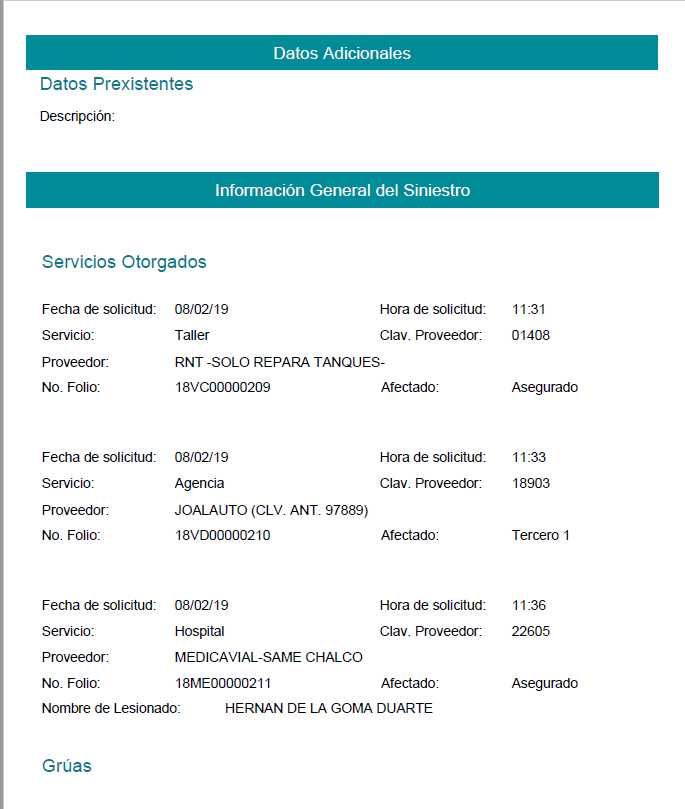 Datos Adicionales
Datos Prexistentes
Descripción:
Información General del Siniestro
Servicios Otorgados
Fecha de solicitud: 08/02/19 Hora de solicitud: 11:31
Servicio: Taller Clav. Proveedor: 01408
Proveedor: RNT -SOLO REPARA TANQUES-
No. Folio: 18VC00000209 Afectado: Asegurado
Fecha de solicitud: 08/02/19 Hora de solicitud: 11:33
Servicio: Agencia Clav. Proveedor: 18903
Proveedor: JOALAUTO (CLV. ANT. 97889)
No. Folio: 18VD00000210 Afectado: Tercero 1
Fecha de solicitud: 08/02/19 Hora de solicitud: 11:36
Servicio: Hospital Clav. Proveedor: 22605
Proveedor: MEDICAVIAL-SAME CHALCO
No. Folio: 18ME00000211 Afectado: Asegurado
Nombre de Lesionado: HERNAN DE LA GOMA DUARTE
Grúas